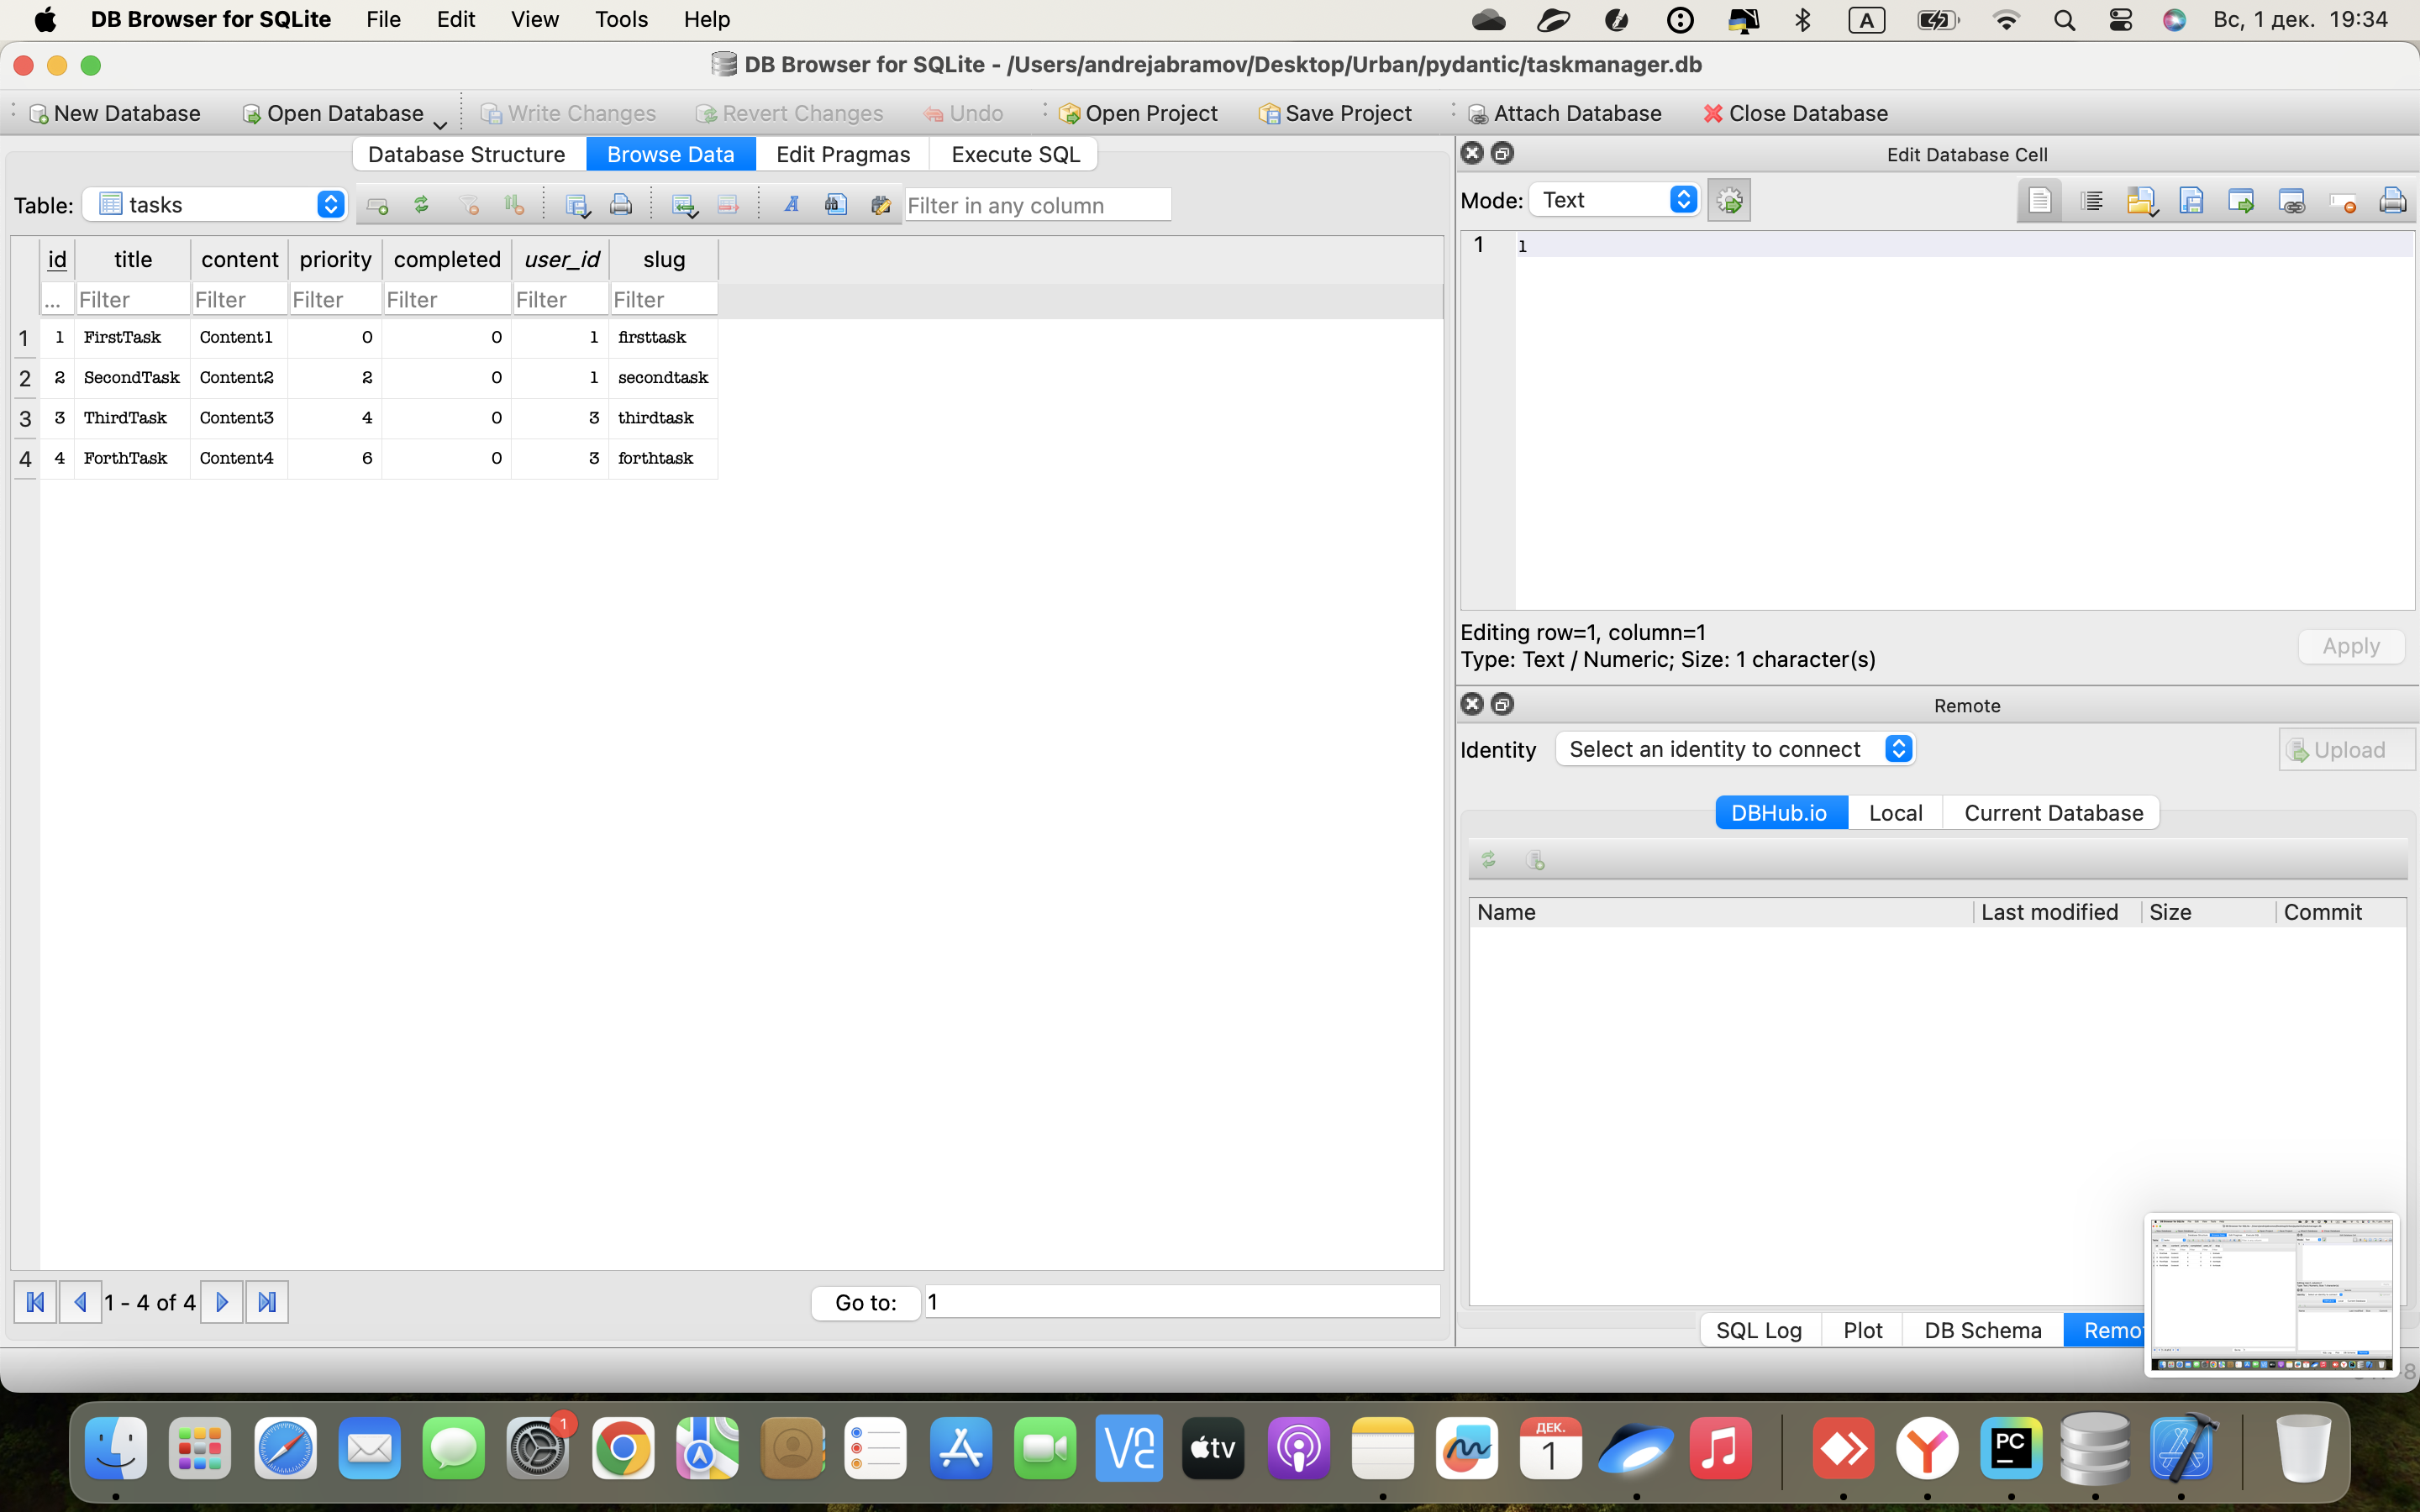 DB Browser for SQLite File Edit View Tools Help A Вс, 1 дек. 19:34
DB Browser for SQLite - /Users/andrejabramov/Desktop/Urban/pydantic/taskmanager.db
New Database Open Database Write Changes Revert Changes Undo Open Project Save Project Attach Database Close Database
Database Structure Browse Data Edit Pragmas Execute SQL
Table: tasks Filter in any column
id title content priority completed user_id slug
... Filter Filter Filter Filter Filter Filter
1 1 FirstTask Content1 0 0 1 firsttask
2 2 SecondTask Content2 2 0 1 secondtask
3 3 ThirdTask Content3 4 0 3 thirdtask
4 4 ForthTask Content4 6 0 3 forthtask
1 - 4 of 4 Go to: 1
Edit Database Cell
Mode: Text
1 1
Editing row=1, column=1
Type: Text / Numeric; Size: 1 character(s)
Apply
Remote
Identity Select an identity to connect Upload
DBHub.io Local Current Database
Name Last modified Size Commit
SQL Log Plot DB Schema Remo
1
tv
ДЕК.
1
PC